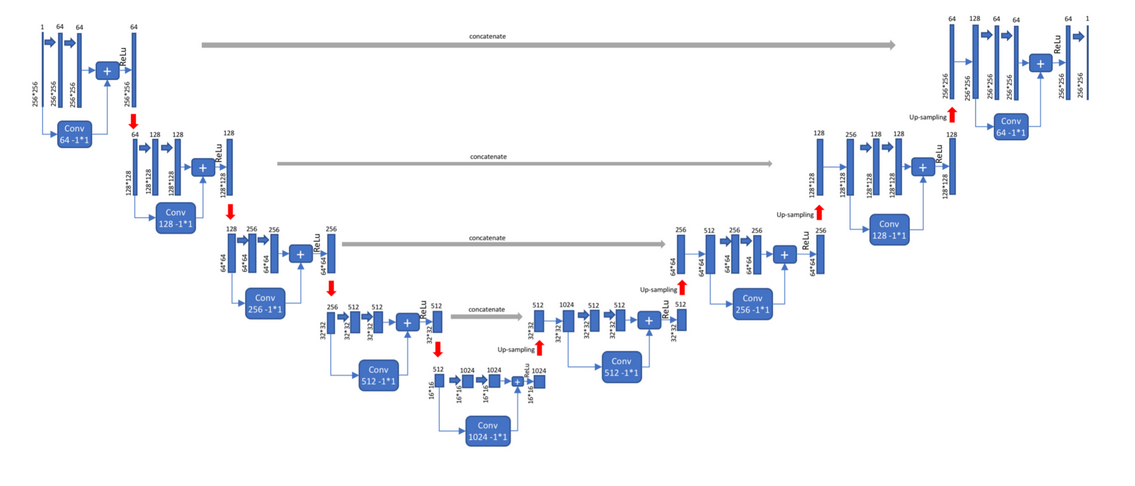 1 64 64 64
256*256 256*256 256*256 256*256
ReLu
+
Conv
64 -1*1
concatenate
64 128 64 64 64 1
256*256 256*256 256*256 256*256 256*256 256*256
ReLu
+
Conv
64 -1*1
Up-sampling
64 128 128 128
128*128 128*128 128*128 128*128
ReLu
+
Conv
128 -1*1
concatenate
128 256 128 128 128
128*128 128*128 128*128 128*128 128*128
ReLu
+
Conv
128 -1*1
Up-sampling
128 256 256 256
64*64 64*64 64*64 64*64
ReLu
+
Conv
256 -1*1
concatenate
256 512 256 256 256
64*64 64*64 64*64 64*64 64*64
ReLu
+
Conv
256 -1*1
Up-sampling
256 512 512 512
32*32 32*32 32*32 32*32
ReLu
+
Conv
512 -1*1
concatenate
512 1024 512 512 512
32*32 32*32 32*32 32*32 32*32
ReLu
+
Conv
512 -1*1
Up-sampling
512 1024 1024 1024
16*16 16*16 16*16 16*16
ReLu
+
Conv
1024 -1*1